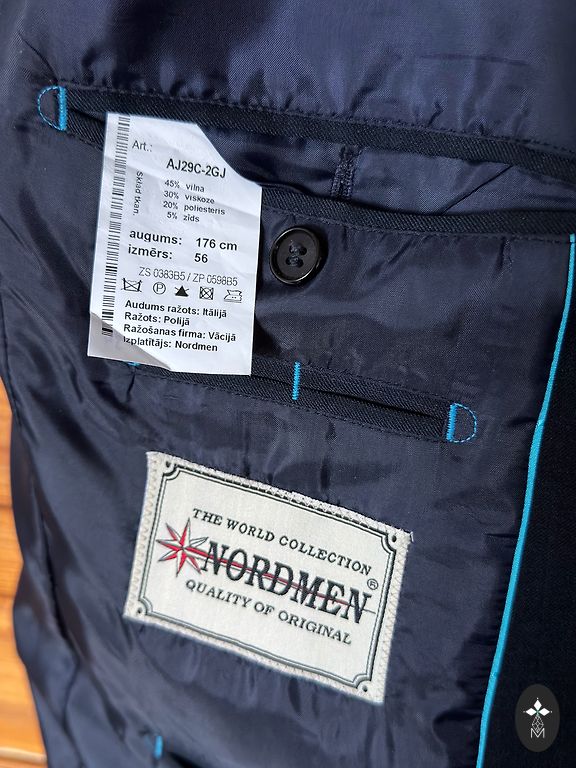 Art.: AJ29C-2GJ
Sklad tkan.
45% vilna
30% viskoze
20% poliesteris
5% zīds
augums: 176 cm
izmērs: 56
ZS 0383B5 / ZP 0598B5
P
Audums ražots: Itālijā
Ražots: Polijā
Ražošanas firma: Vācijā
Izplatītājs: Nordmen
THE WORLD COLLECTION
NORDMEN®
QUALITY OF ORIGINAL
M